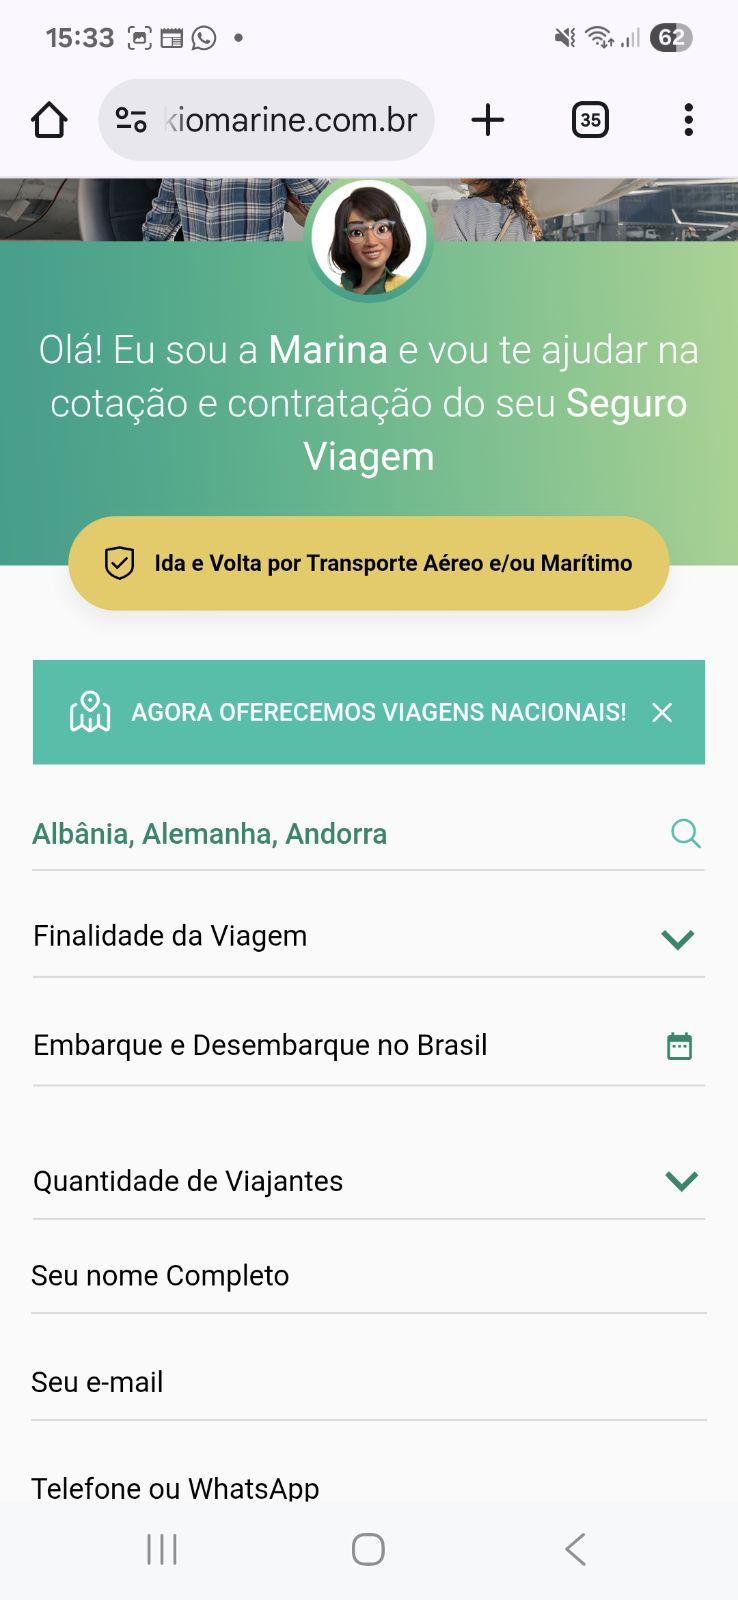 15:33
62
kiomarine.com.br
35
Olá! Eu sou a Marina e vou te ajudar na
cotação e contratação do seu Seguro
Viagem
Ida e Volta por Transporte Aéreo e/ou Marítimo
AGORA OFERECEMOS VIAGENS NACIONAIS!
Albânia, Alemanha, Andorra
Finalidade da Viagem
Embarque e Desembarque no Brasil
Quantidade de Viajantes
Seu nome Completo
Seu e-mail
Telefone ou WhatsApp